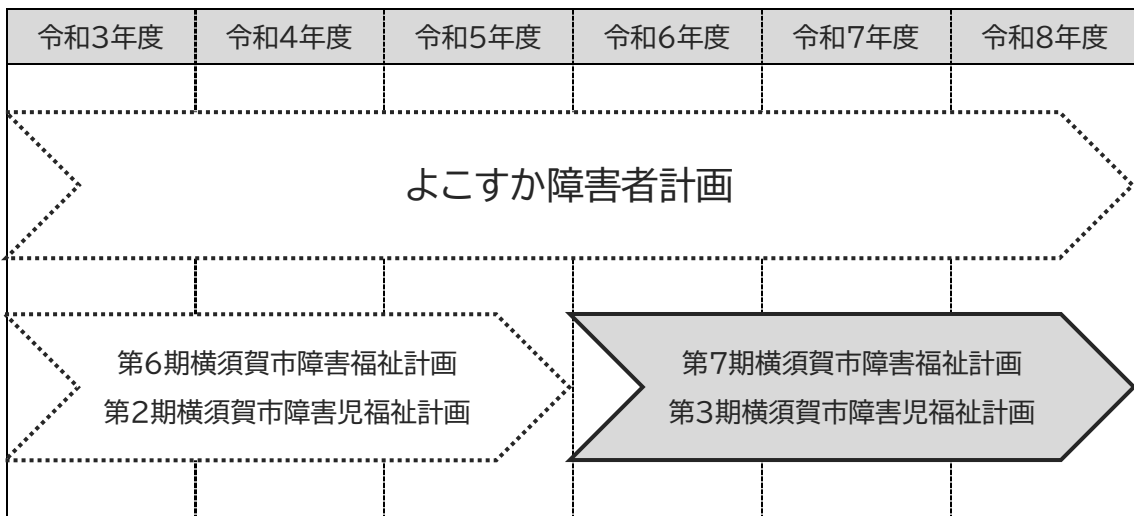 令和3年度
令和4年度
令和5年度
令和6年度
令和7年度
令和8年度
よこすか障害者計画
第6期横須賀市障害福祉計画
第2期横須賀市障害児福祉計画
第7期横須賀市障害福祉計画
第3期横須賀市障害児福祉計画